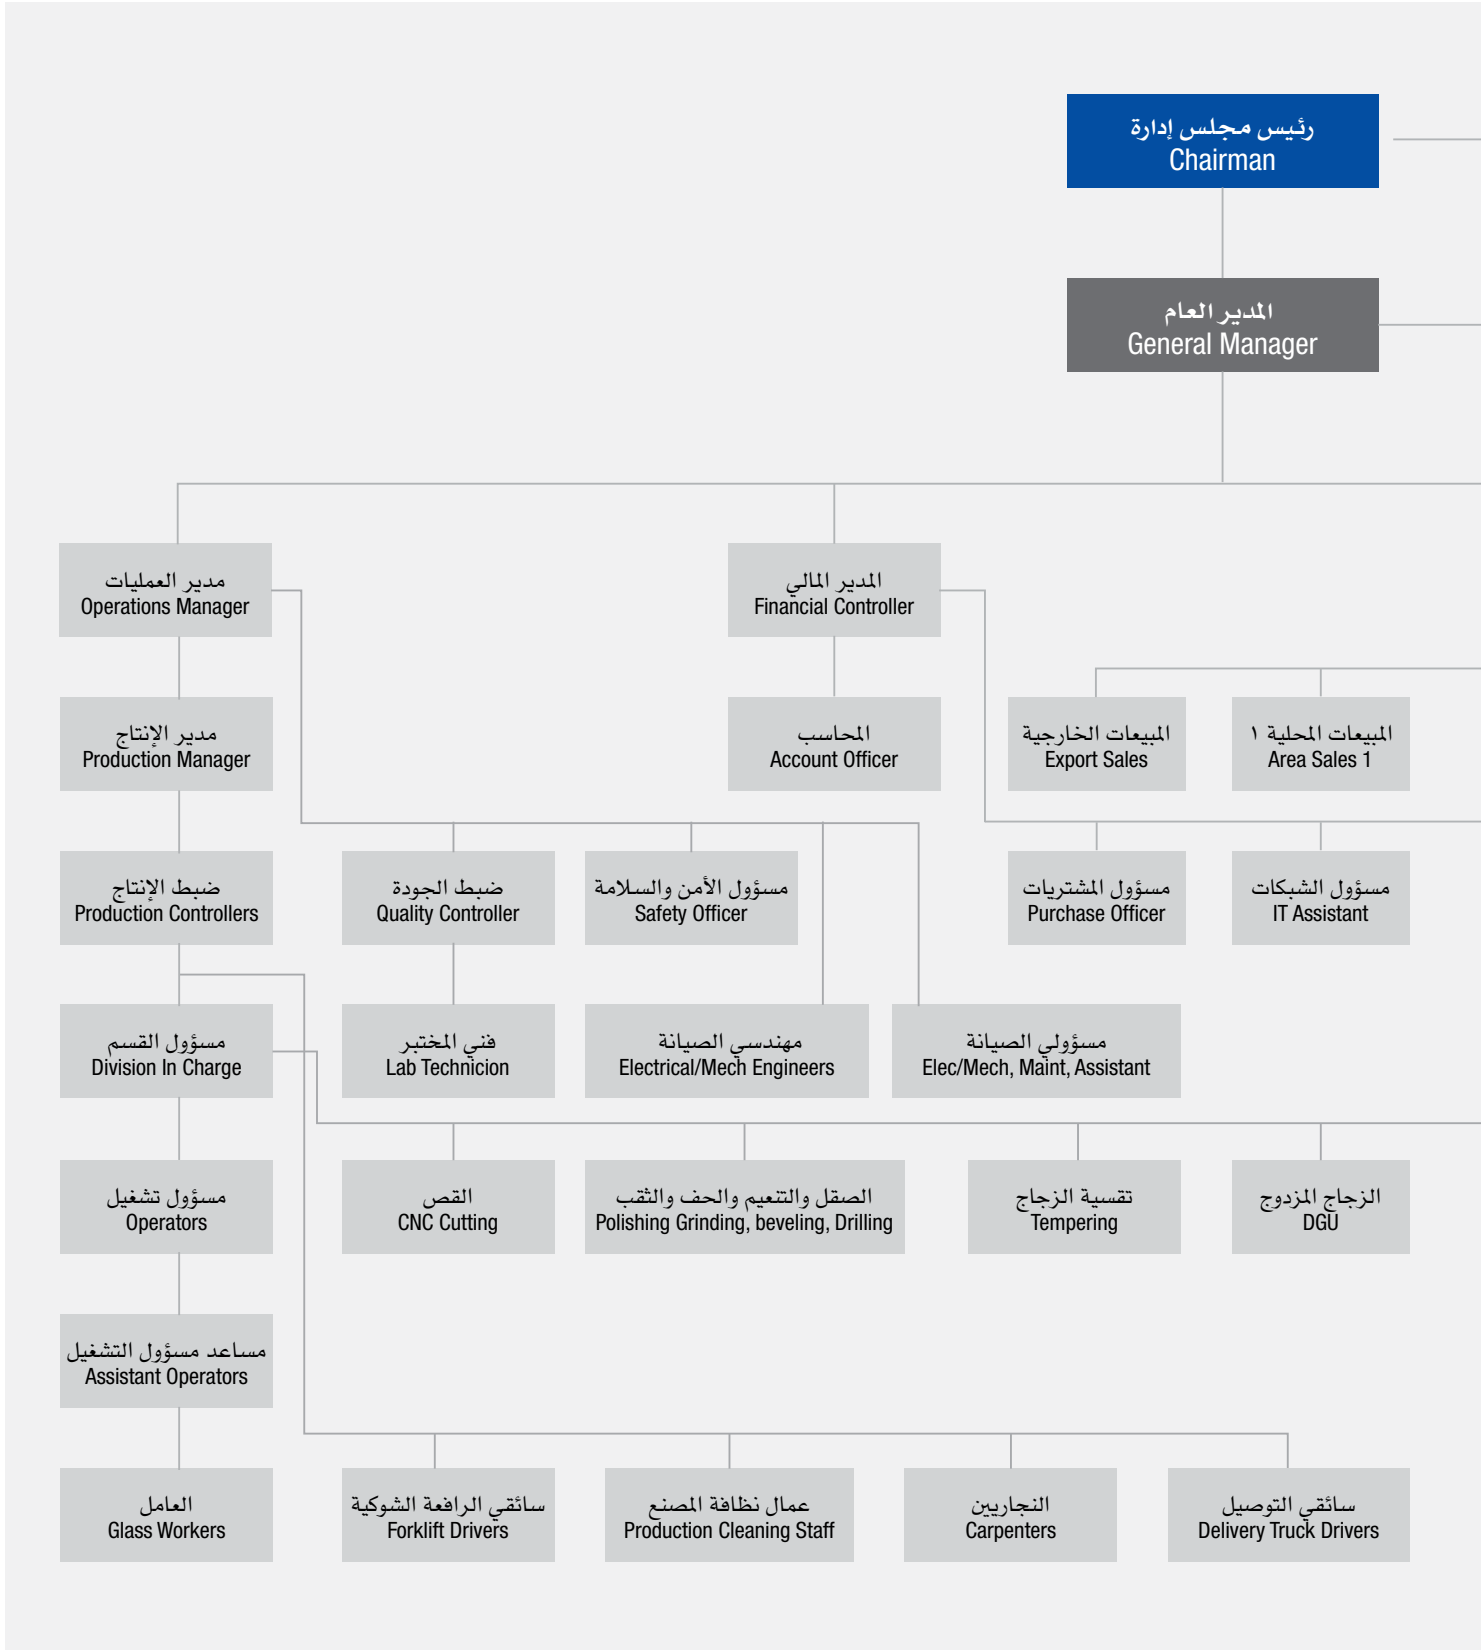 رئيس مجلس إدارة
Chairman
المدير العام
General Manager
مدير العمليات
Operations Manager
المدير المالي
Financial Controller
مدير الإنتاج
Production Manager
المحاسب
Account Officer
المبيعات الخارجية
Export Sales
المبيعات المحلية ١
Area Sales 1
ضبط الإنتاج
Production Controllers
ضبط الجودة
Quality Controller
مسؤول الأمن والسلامة
Safety Officer
مسؤول المشتريات
Purchase Officer
مسؤول الشبكات
IT Assistant
مسؤول القسم
Division In Charge
فني المختبر
Lab Technicion
مهندسي الصيانة
Electrical/Mech Engineers
مسؤولي الصيانة
Elec/Mech, Maint, Assistant
مسؤول تشغيل
Operators
القص
CNC Cutting
الصقل والتنعيم والحف والثقب
Polishing Grinding, beveling, Drilling
تقسية الزجاج
Tempering
الزجاج المزدوج
DGU
مساعد مسؤول التشغيل
Assistant Operators
العامل
Glass Workers
سائقي الرافعة الشوكية
Forklift Drivers
عمال نظافة المصنع
Production Cleaning Staff
النجاريين
Carpenters
سائقي التوصيل
Delivery Truck Drivers